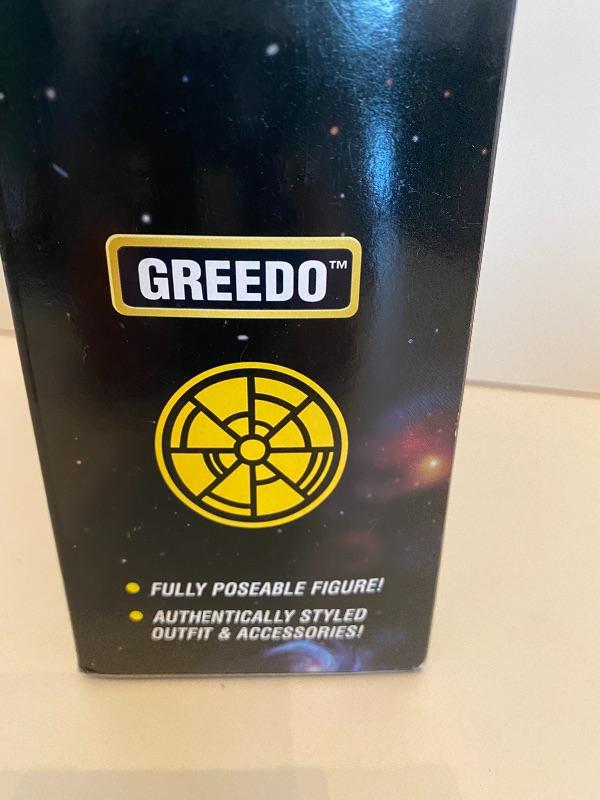 GREEDO™
FULLY POSEABLE FIGURE!
AUTHENTICALLY STYLED
OUTFIT & ACCESSORIES!